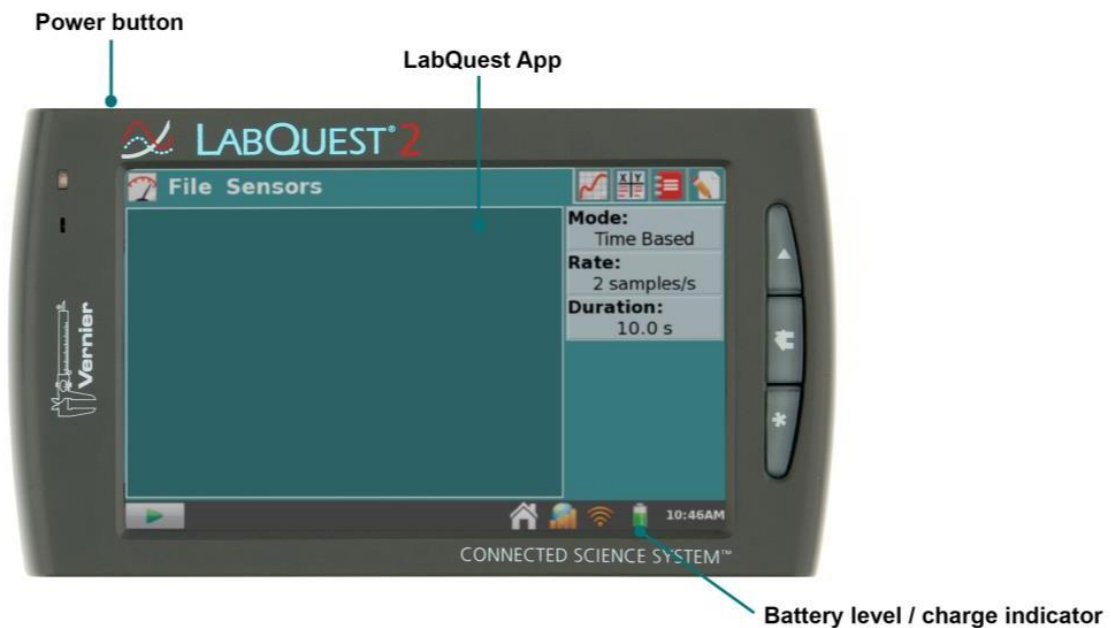 Power button
LabQuest App
LABQUEST® 2
File Sensors
X Y
Mode:
Time Based
Rate:
2 samples/s
Duration:
10.0 s
Vernier
10:46AM
CONNECTED SCIENCE SYSTEM™
Battery level / charge indicator